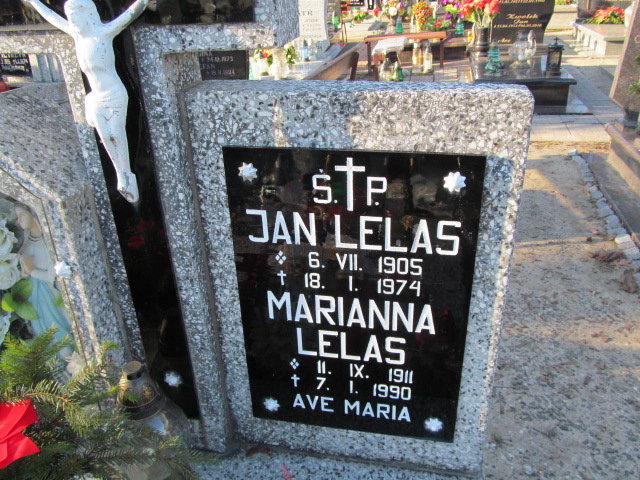 Ś. P.
JAN LELAS
6. VII. 1905
† 18. I. 1974
MARIANNA
LELAS
11. IX. 1911
† 7. I. 1990
AVE MARIA